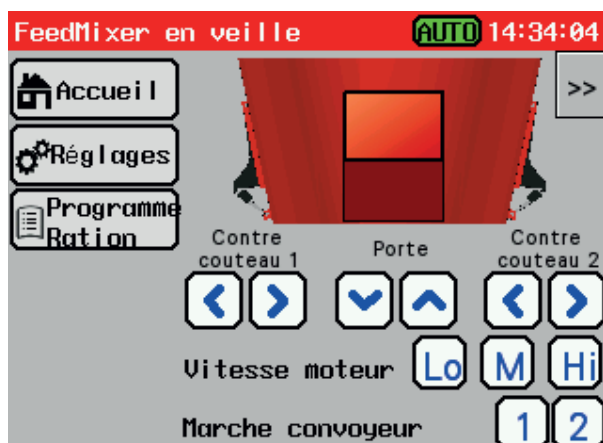 FeedMixer en veille AUTO 14:34:04
Accueil
>>
Réglages
Programme
Ration
Contre
couteau 1
Porte
Contre
couteau 2
Vitesse moteur Lo M Hi
Marche convoyeur 1 2